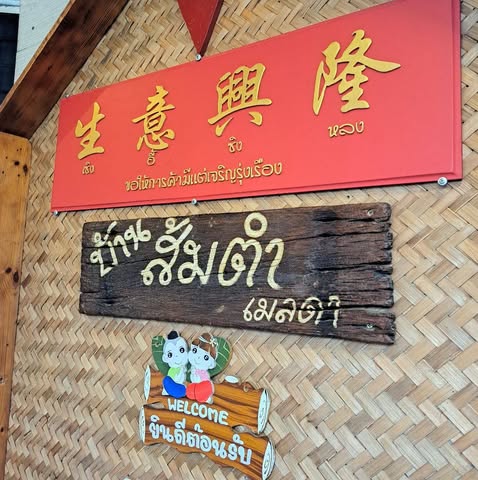 生意興隆
เซิง อี้ ซิง หลง
ขอให้การค้ามีแต่เจริญรุ่งเรือง
บ้าน ส้มตำ
เมลดา
WELCOME
ยินดีต้อนรับ